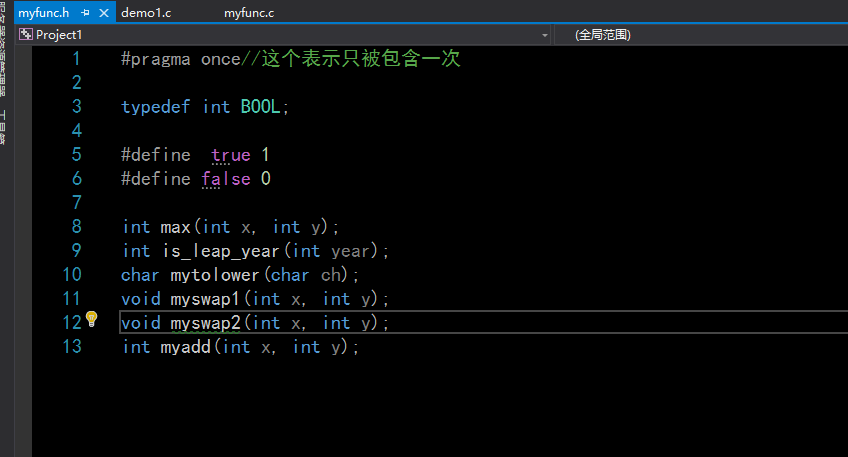 myfunc.h demo1.c myfunc.c
Project1 (全局范围)
1 #pragma once//这个表示只被包含一次
2
3 typedef int BOOL;
4
5 #define  true 1
6 #define false 0
7
8 int max(int x, int y);
9 int is_leap_year(int year);
10 char mytolower(char ch);
11 void myswap1(int x, int y);
12 void myswap2(int x, int y);
13 int myadd(int x, int y);